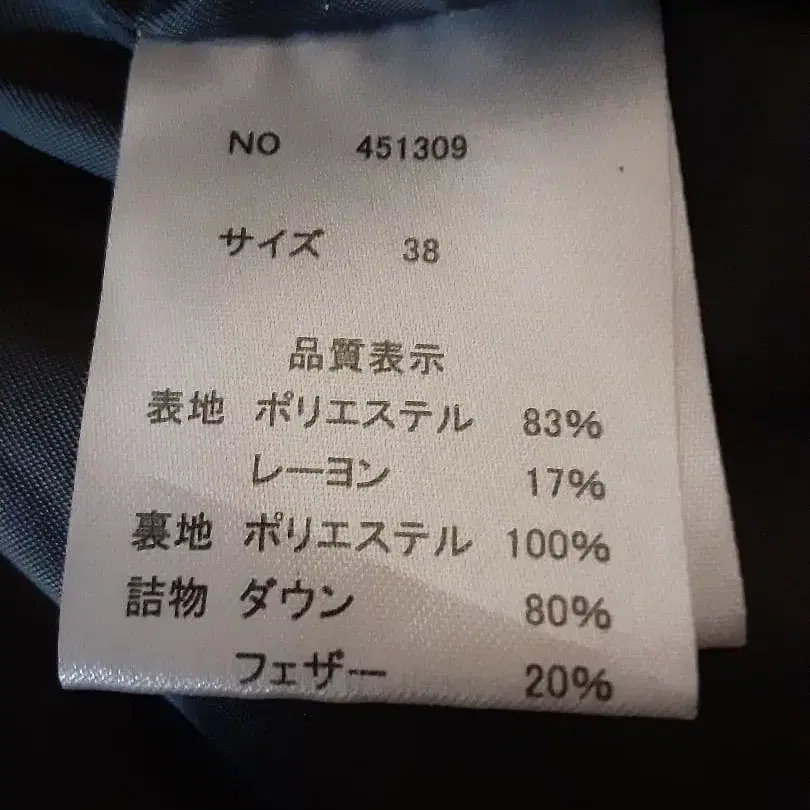 NO 451309
サイズ 38
品質表示
表地 ポリエステル 83%
レーヨン 17%
裏地 ポリエステル 100%
詰物 ダウン 80%
フェザー 20%